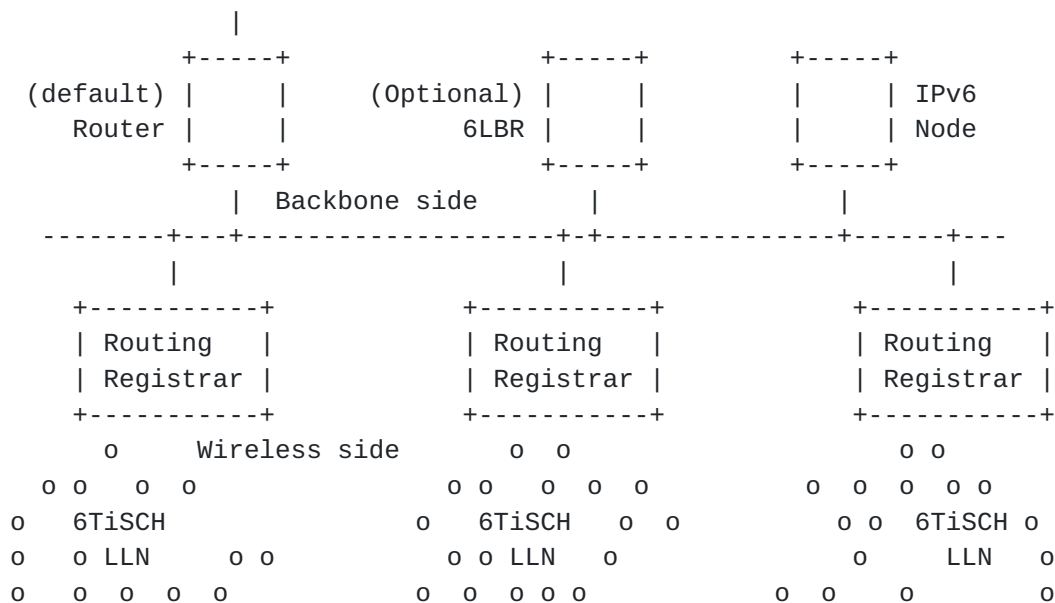 (default) (Optional) IPv6
Router 6LBR Node
Backbone side
Routing Routing Routing
Registrar Registrar Registrar
o Wireless side o o o o
o o o o o o o o o o o o o o
o 6TiSCH o 6TiSCH o o o o 6TiSCH o
o o LLN o o o o LLN o o LLN o
o o o o o o o o o o o o o o